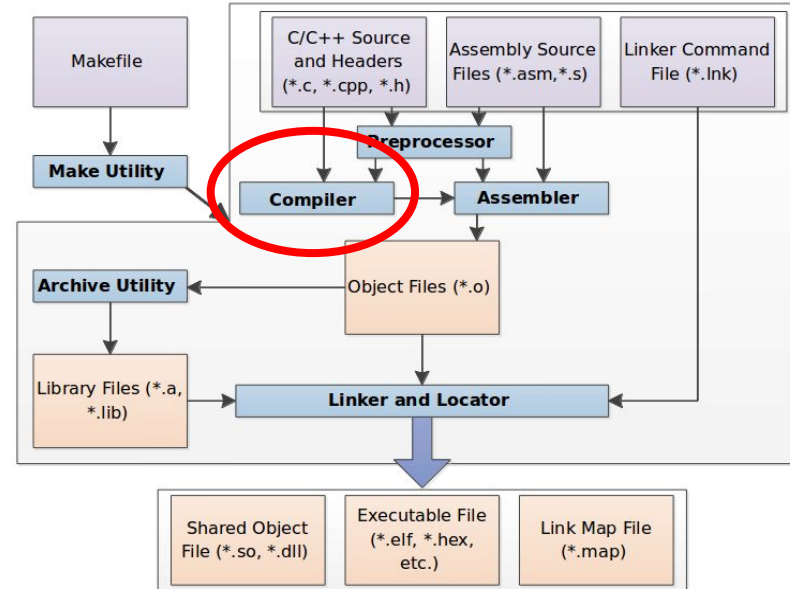 Makefile
C/C++ Source
and Headers
(*.c, *.cpp, *.h)
Assembly Source
Files (*.asm,*.s)
Linker Command
File (*.lnk)
Preprocessor
Make Utility
Compiler
Assembler
Archive Utility
Object Files (*.o)
Library Files (*.a,
*.lib)
Linker and Locator
Shared Object
File (*.so, *.dll)
Executable File
(*.elf, *.hex,
etc.)
Link Map File
(*.map)